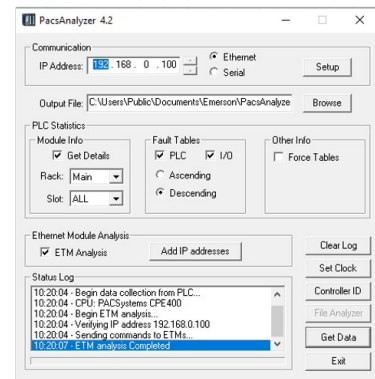 PacsAnalyzer 4.2
Communication
IP Address: 192 . 168 . 0 . 100
Ethernet
Serial
Setup
Output File: C:\Users\Public\Documents\Emerson\PacsAnalyze
Browse
PLC Statistics
Module Info
Get Details
Rack: Main
Slot: ALL
Fault Tables
PLC I/O
Ascending
Descending
Other Info
Force Tables
Ethernet Module Analysis
ETM Analysis
Add IP addresses
Status Log
10:20:04 - Begin data collection from PLC...
10:20:04 - CPU: PACSystems CPE400
10:20:04 - Begin ETM analysis...
10:20:04 - Verifying IP address 192.168.0.100
10:20:04 - Sending commands to ETMs...
10:20:07 - ETM analysis Completed
Clear Log
Set Clock
Controller ID
File Analyzer
Get Data
Exit